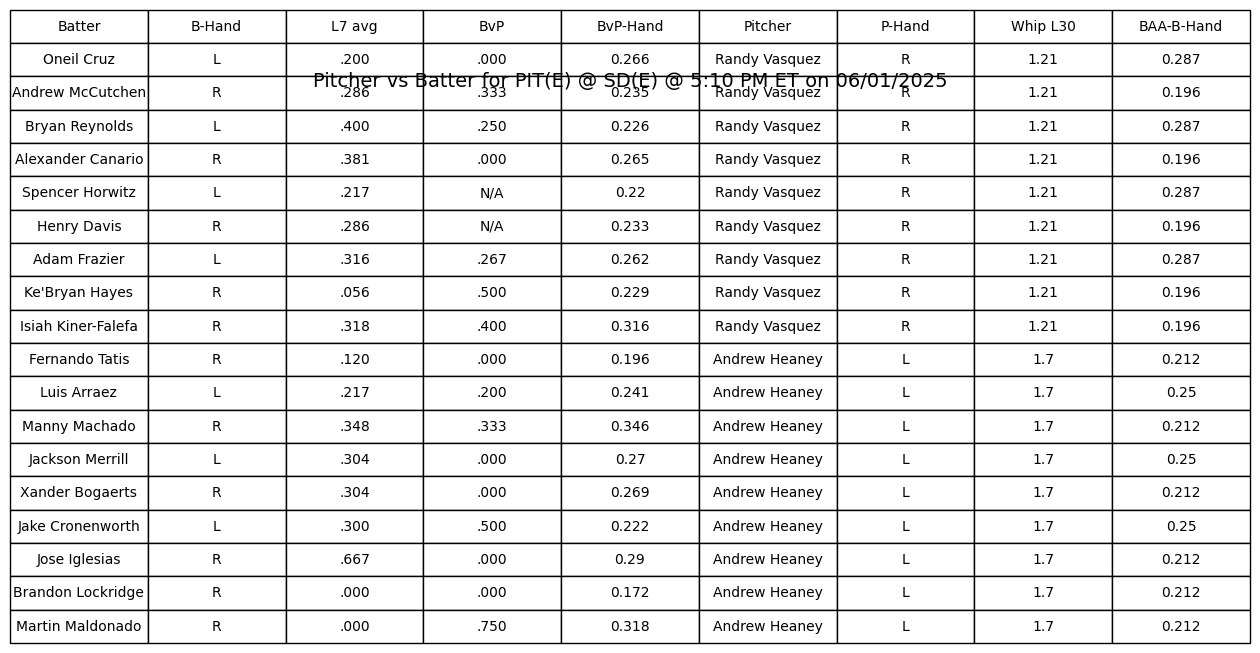 Batter B-Hand L7 avg BvP BvP-Hand Pitcher P-Hand Whip L30 BAA-B-Hand
Oneil Cruz L .200 .000 0.266 Randy Vasquez R 1.21 0.287
Pitcher vs Batter for PIT(E) @ SD(E) @ 5:10 PM ET on 06/01/2025
Andrew McCutchen R .286 .333 0.235 Randy Vasquez R 1.21 0.196
Bryan Reynolds L .400 .250 0.226 Randy Vasquez R 1.21 0.287
Alexander Canario R .381 .000 0.265 Randy Vasquez R 1.21 0.196
Spencer Horwitz L .217 N/A 0.22 Randy Vasquez R 1.21 0.287
Henry Davis R .286 N/A 0.233 Randy Vasquez R 1.21 0.196
Adam Frazier L .316 .267 0.262 Randy Vasquez R 1.21 0.287
Ke'Bryan Hayes R .056 .500 0.229 Randy Vasquez R 1.21 0.196
Isiah Kiner-Falefa R .318 .400 0.316 Randy Vasquez R 1.21 0.196
Fernando Tatis R .120 .000 0.196 Andrew Heaney L 1.7 0.212
Luis Arraez L .217 .200 0.241 Andrew Heaney L 1.7 0.25
Manny Machado R .348 .333 0.346 Andrew Heaney L 1.7 0.212
Jackson Merrill L .304 .000 0.27 Andrew Heaney L 1.7 0.25
Xander Bogaerts R .304 .000 0.269 Andrew Heaney L 1.7 0.212
Jake Cronenworth L .300 .500 0.222 Andrew Heaney L 1.7 0.25
Jose Iglesias R .667 .000 0.29 Andrew Heaney L 1.7 0.212
Brandon Lockridge R .000 .000 0.172 Andrew Heaney L 1.7 0.212
Martin Maldonado R .000 .750 0.318 Andrew Heaney L 1.7 0.212